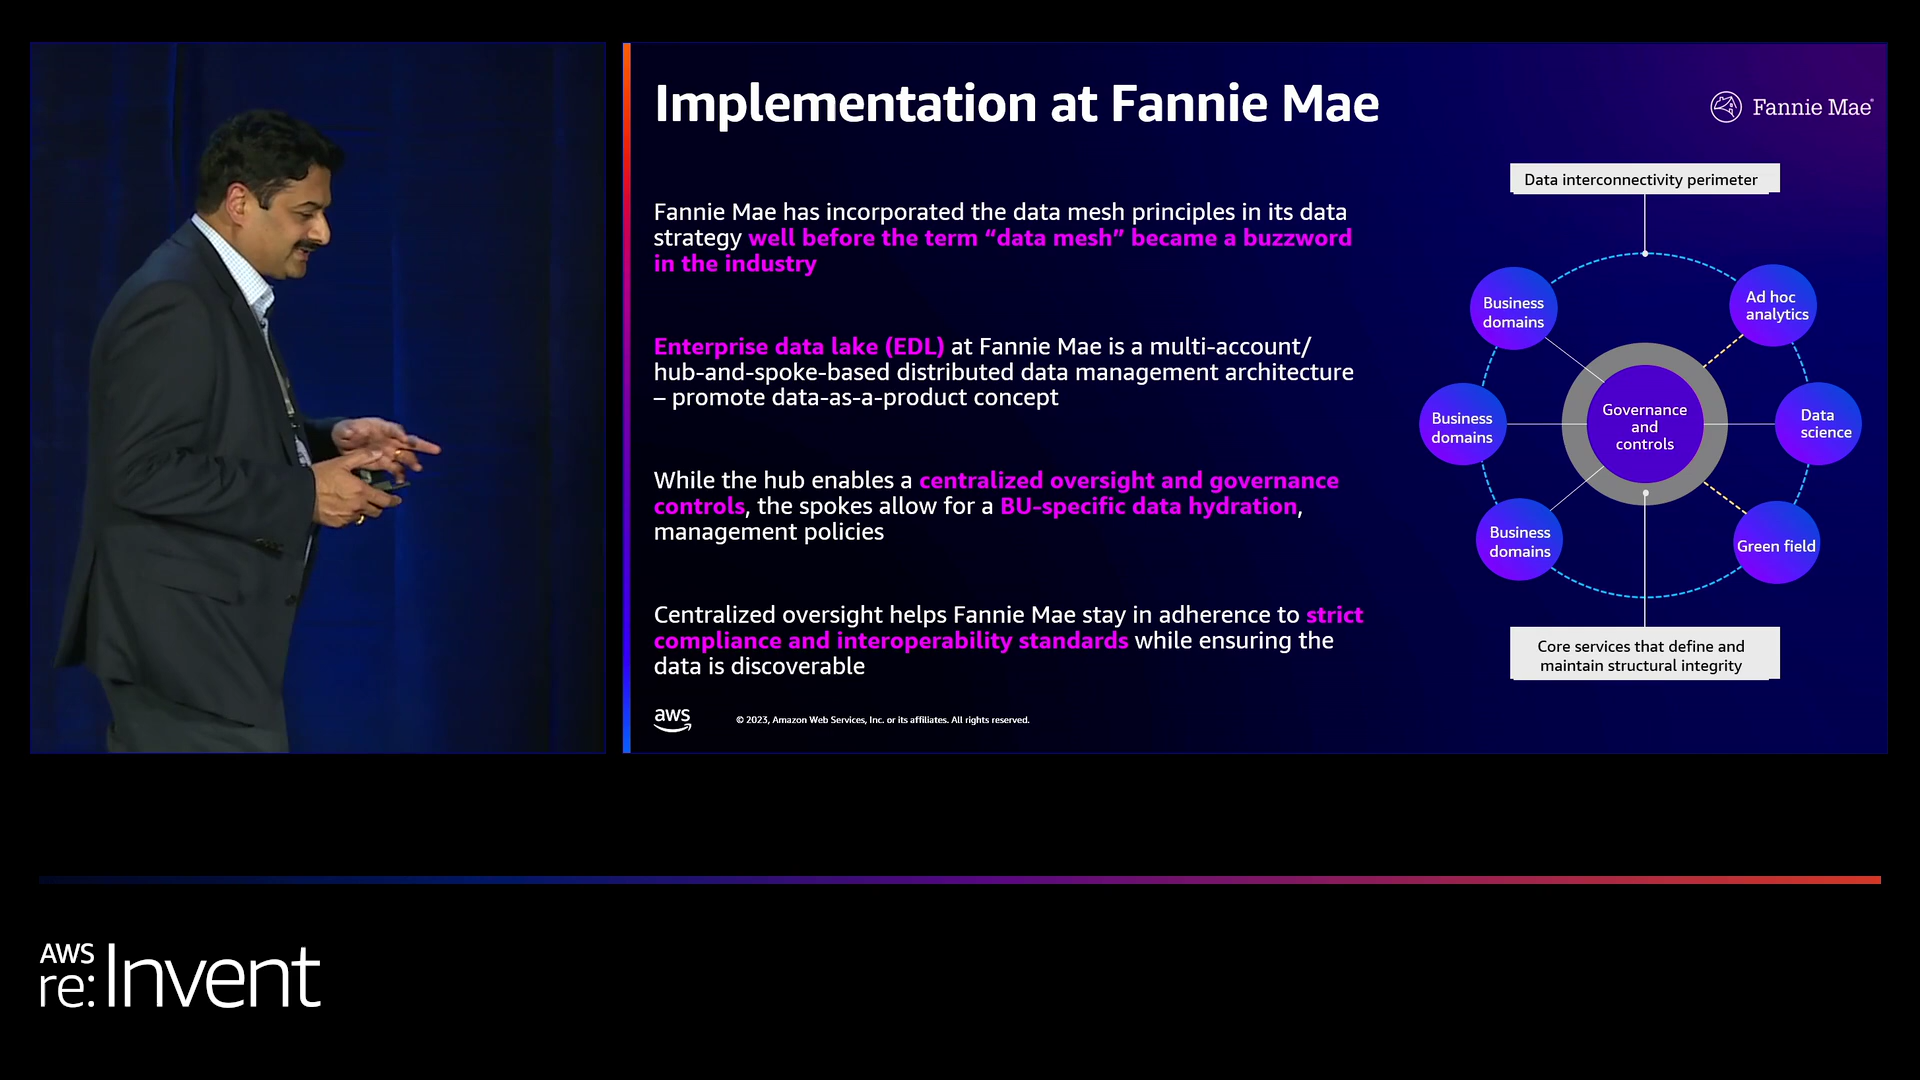 Implementation at Fannie Mae
Fannie Mae
Fannie Mae has incorporated the data mesh principles in its data
strategy well before the term “data mesh” became a buzzword
in the industry
Enterprise data lake (EDL) at Fannie Mae is a multi-account/
hub-and-spoke-based distributed data management architecture
– promote data-as-a-product concept
While the hub enables a centralized oversight and governance
controls, the spokes allow for a BU-specific data hydration,
management policies
Centralized oversight helps Fannie Mae stay in adherence to strict
compliance and interoperability standards while ensuring the
data is discoverable
Data interconnectivity perimeter
Business
domains
Ad hoc
analytics
Business
domains
Governance
and
controls
Data
science
Business
domains
Green field
Core services that define and
maintain structural integrity
aws
© 2023, Amazon Web Services, Inc. or its affiliates. All rights reserved.
AWS
re:Invent